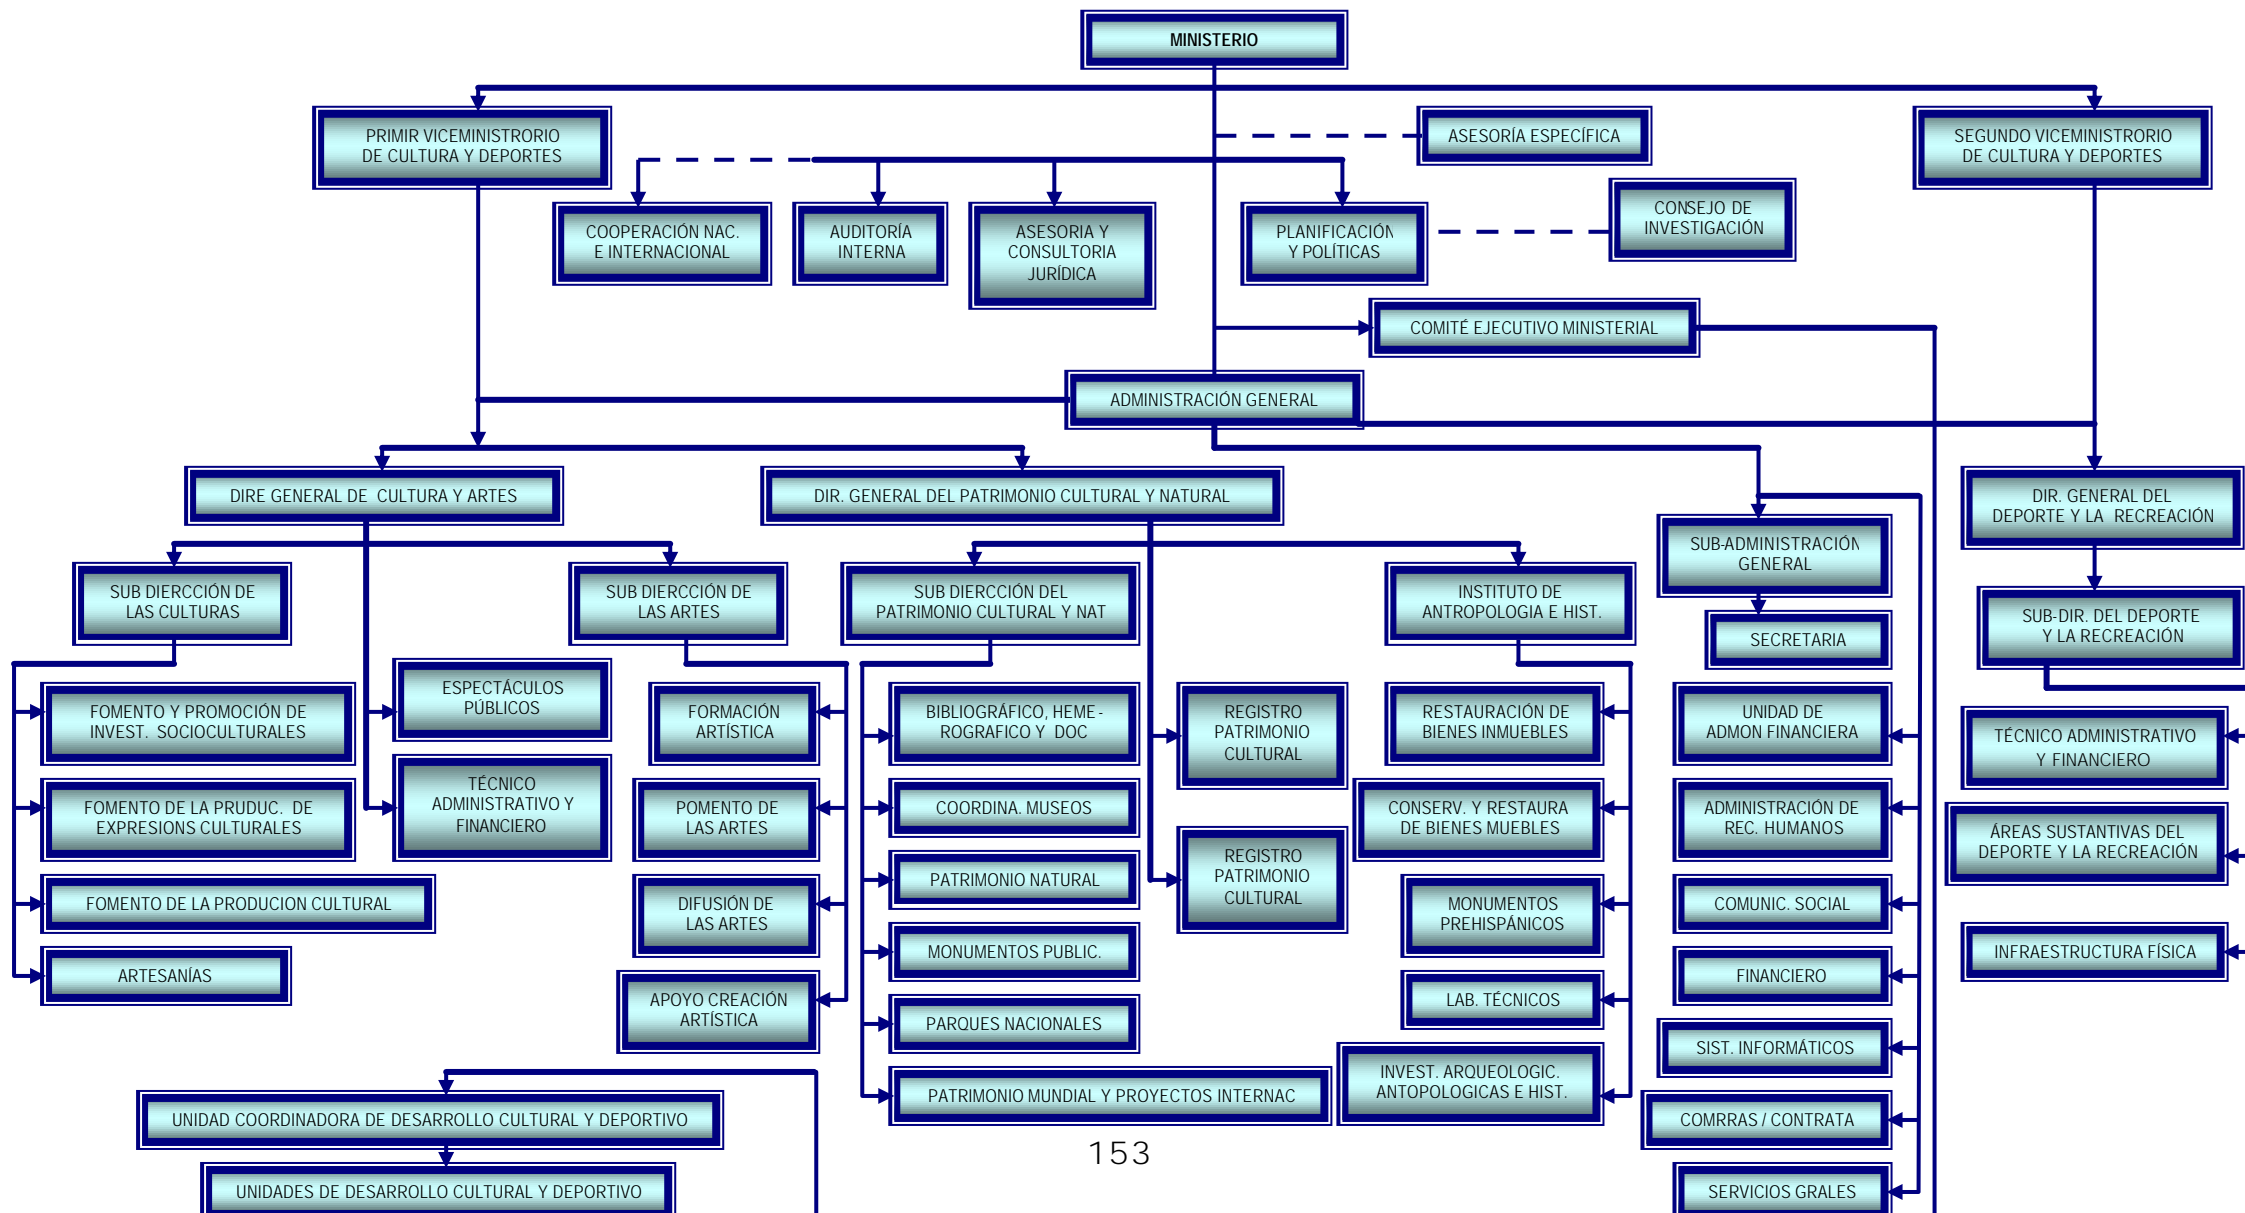 MINISTERIO
PRIMIR VICEMINISTRORIO
DE CULTURA Y DEPORTES
ASESORÍA ESPECÍFICA
SEGUNDO VICEMINISTRORIO
DE CULTURA Y DEPORTES
COOPERACIÓN NAC.
E INTERNACIONAL
AUDITORÍA
INTERNA
ASESORIA Y
CONSULTORIA
JURÍDICA
PLANIFICACIÓN
Y POLÍTICAS
CONSEJO DE
INVESTIGACIÓN
COMITÉ EJECUTIVO MINISTERIAL
ADMINISTRACIÓN GENERAL
DIRE GENERAL DE CULTURA Y ARTES
DIR. GENERAL DEL PATRIMONIO CULTURAL Y NATURAL
DIR. GENERAL DEL
DEPORTE Y LA RECREACIÓN
SUB-ADMINISTRACIÓN
GENERAL
SUB DIERCCIÓN DE
LAS CULTURAS
SUB DIERCCIÓN DE
LAS ARTES
SUB DIERCCIÓN DEL
PATRIMONIO CULTURAL Y NAT
INSTITUTO DE
ANTROPOLOGIA E HIST.
SECRETARIA
SUB-DIR. DEL DEPORTE
Y LA RECREACIÓN
FOMENTO Y PROMOCIÓN DE
INVEST. SOCIOCULTURALES
ESPECTÁCULOS
PÚBLICOS
FORMACIÓN
ARTÍSTICA
BIBLIOGRÁFICO, HEME-
ROGRAFICO Y DOC
REGISTRO
PATRIMONIO
CULTURAL
RESTAURACIÓN DE
BIENES INMUEBLES
UNIDAD DE
ADMON FINANCIERA
TÉCNICO ADMINISTRATIVO
Y FINANCIERO
FOMENTO DE LA PRUDUC. DE
EXPRESIONS CULTURALES
TÉCNICO
ADMINISTRATIVO Y
FINANCIERO
POMENTO DE
LAS ARTES
COORDINA. MUSEOS
CONSERV. Y RESTAURA
DE BIENES MUEBLES
ADMINISTRACIÓN DE
REC. HUMANOS
ÁREAS SUSTANTIVAS DEL
DEPORTE Y LA RECREACIÓN
FOMENTO DE LA PRODUCION CULTURAL
DIFUSIÓN DE
LAS ARTES
PATRIMONIO NATURAL
REGISTRO
PATRIMONIO
CULTURAL
MONUMENTOS
PREHISPÁNICOS
COMUNIC. SOCIAL
INFRAESTRUCTURA FÍSICA
ARTESANÍAS
MONUMENTOS PUBLIC.
FINANCIERO
APOYO CREACIÓN
ARTÍSTICA
PARQUES NACIONALES
LAB. TÉCNICOS
SIST. INFORMÁTICOS
PATRIMONIO MUNDIAL Y PROYECTOS INTERNAC
INVEST. ARQUEOLOGIC.
ANTOPOLOGICAS E HIST.
UNIDAD COORDINADORA DE DESARROLLO CULTURAL Y DEPORTIVO
COMRRAS / CONTRATA
153
UNIDADES DE DESARROLLO CULTURAL Y DEPORTIVO
SERVICIOS GRALES